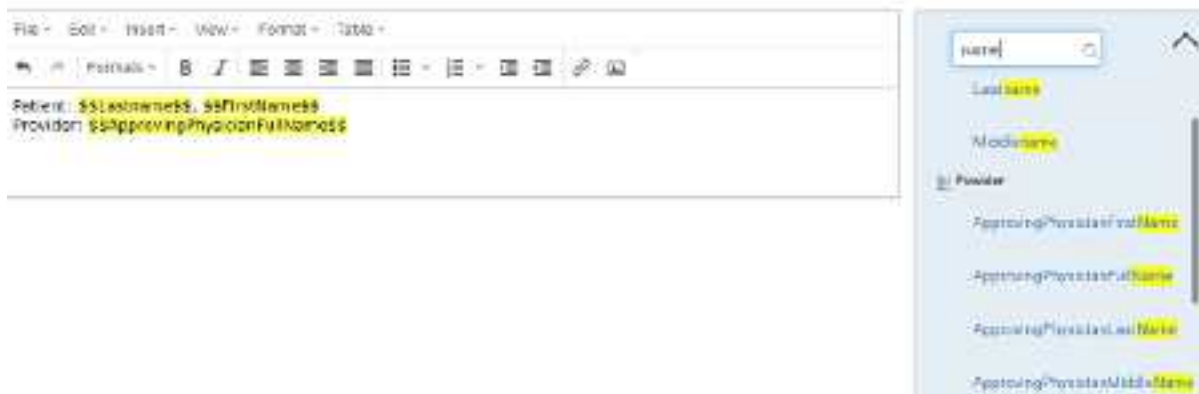 File Edit Insert View Format Table
Formats B I
Patient: $$Lastname$$, $$FirstName$$
Provider: $$ApprovingPhysicianFullName$$
name
Lastname
Middlename
Provider
ApprovingPhysicianFirstName
ApprovingPhysicianFullName
ApprovingPhysicianLastName
ApprovingPhysicianMiddleName